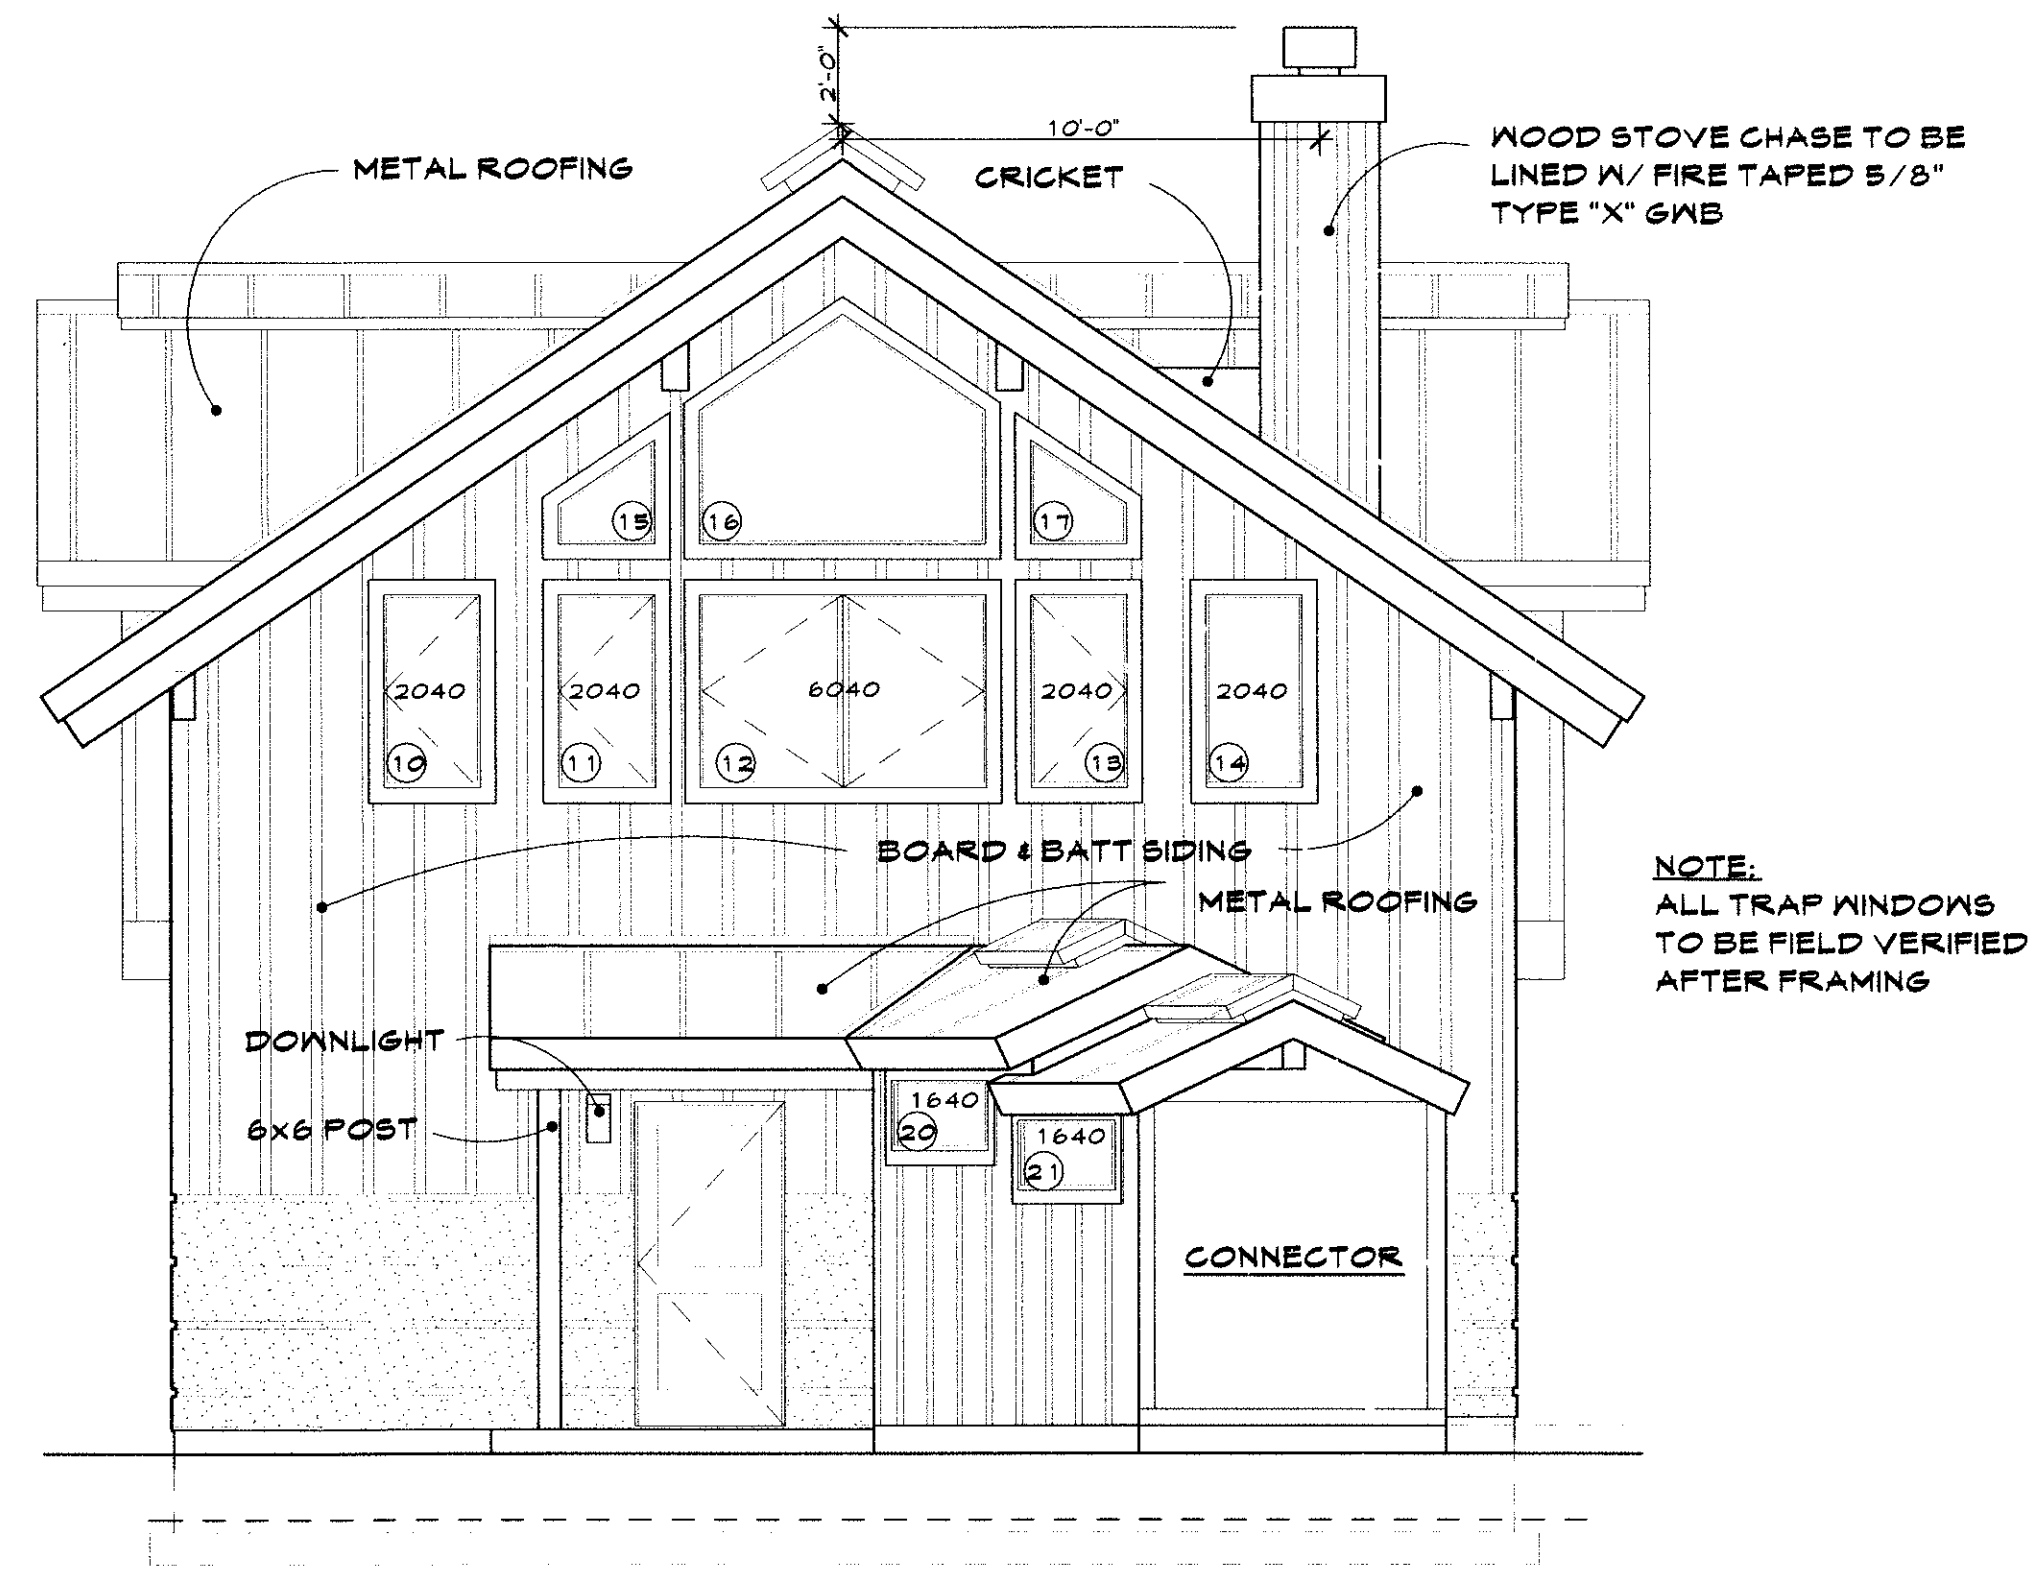 2'-0"
10'-0"
METAL ROOFING
CRICKET
WOOD STOVE CHASE TO BE
LINED W/ FIRE TAPED 5/8"
TYPE "X" GWB
15
16
17
2040
2040
6040
2040
2040
10
11
12
13
14
BOARD & BATT SIDING
METAL ROOFING
NOTE:
ALL TRAP WINDOWS
TO BE FIELD VERIFIED
AFTER FRAMING
DOWNLIGHT
6X6 POST
1640
20
1640
21
CONNECTOR